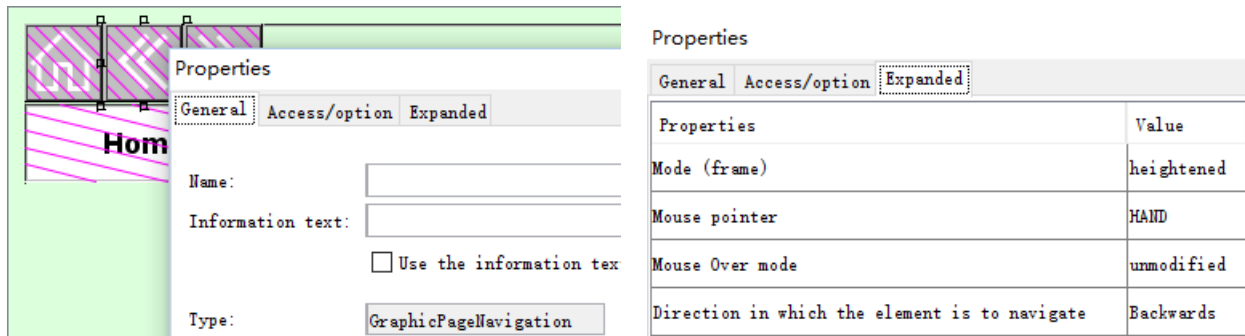 Properties
General Access/option Expanded
Hom
Name:
Information text:
Use the information tex
Type: GraphicPageNavigation
Properties
General Access/option Expanded
Properties Value
Mode (frame) heightened
Mouse pointer HAND
Mouse Over mode unmodified
Direction in which the element is to navigate Backwards